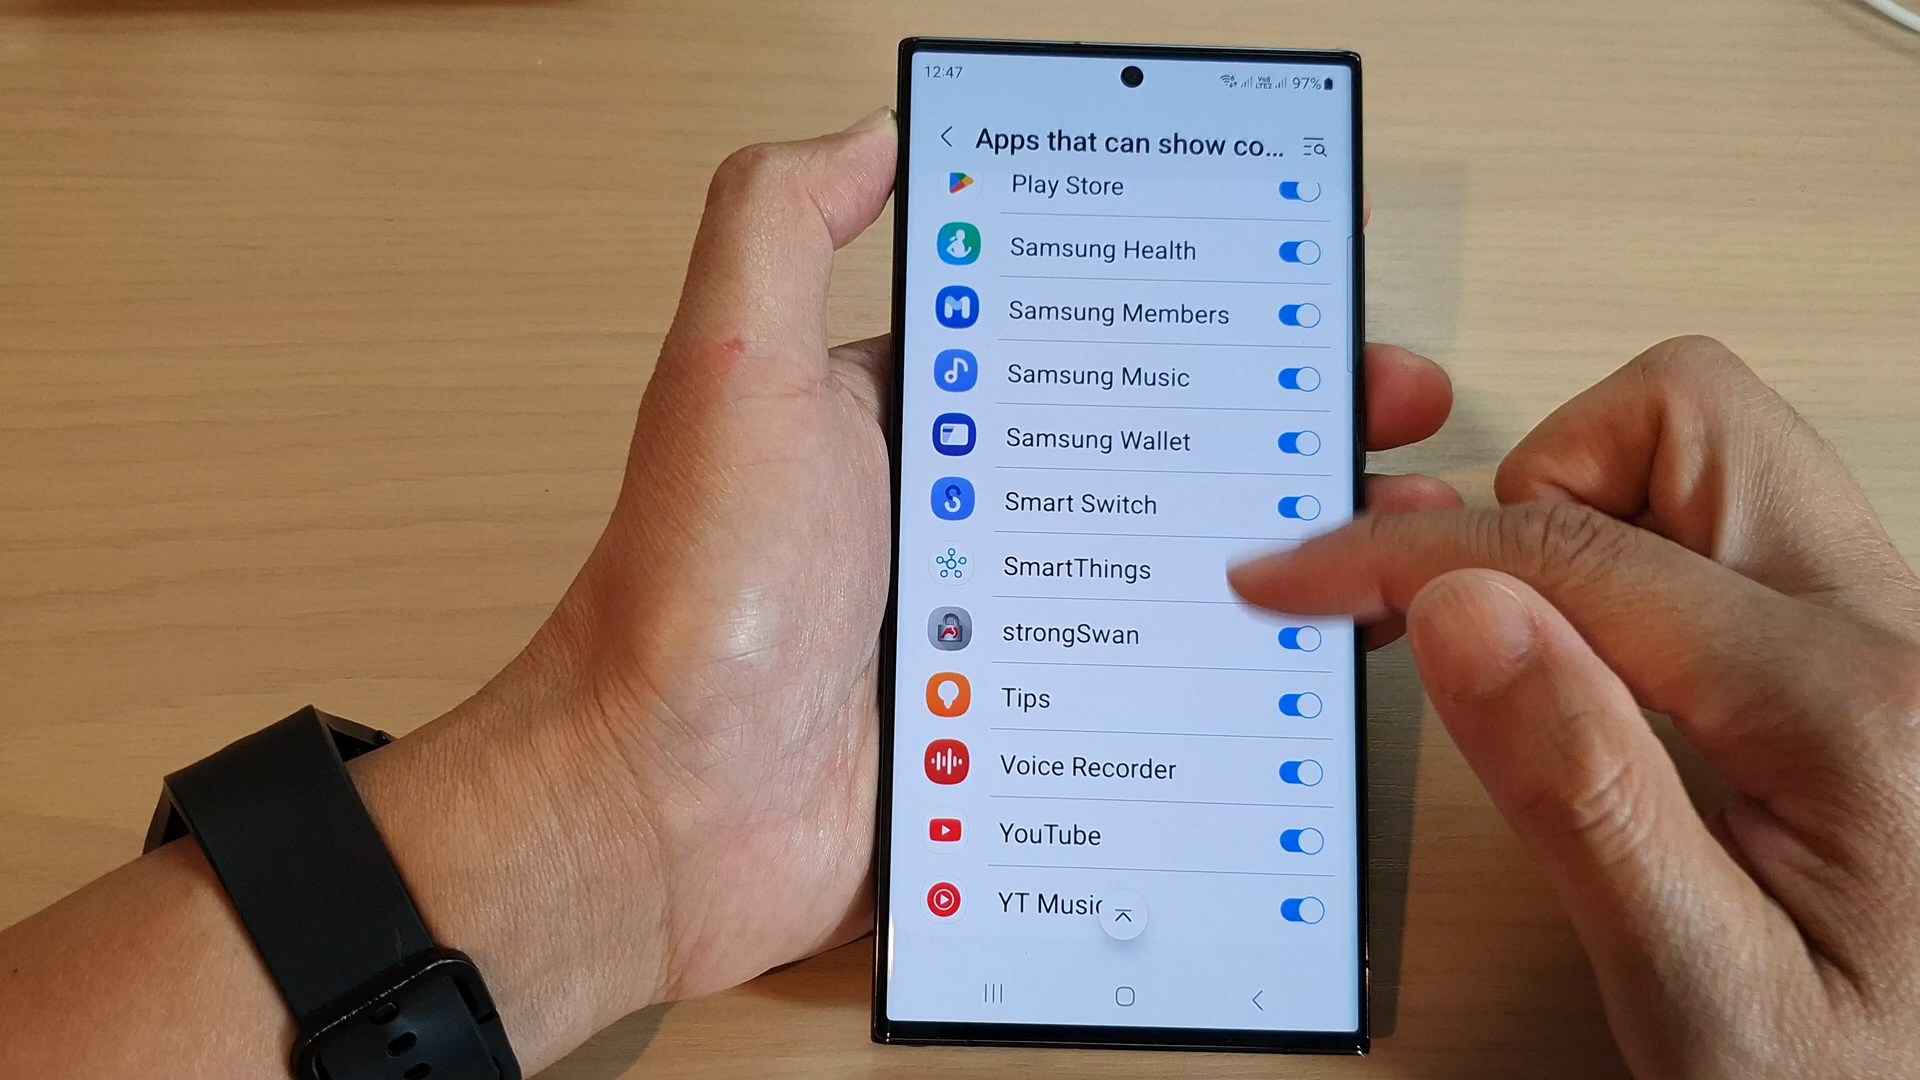 12:47
97%
Apps that can show co...
Play Store
Samsung Health
Samsung Members
Samsung Music
Samsung Wallet
Smart Switch
SmartThings
strongSwan
Tips
Voice Recorder
YouTube
YT Music